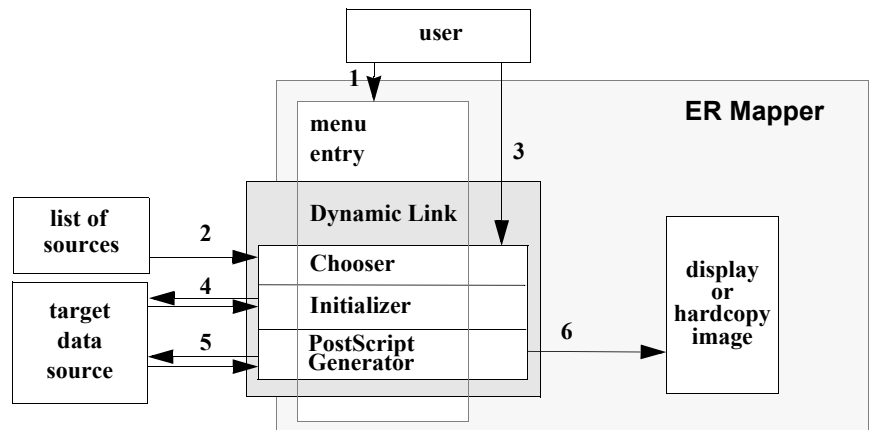 user
1
ER Mapper
menu
entry
3
Dynamic Link
list of
sources
2
Chooser
4
Initializer
target
data
source
5
PostScript
Generator
6
display
or
hardcopy
image